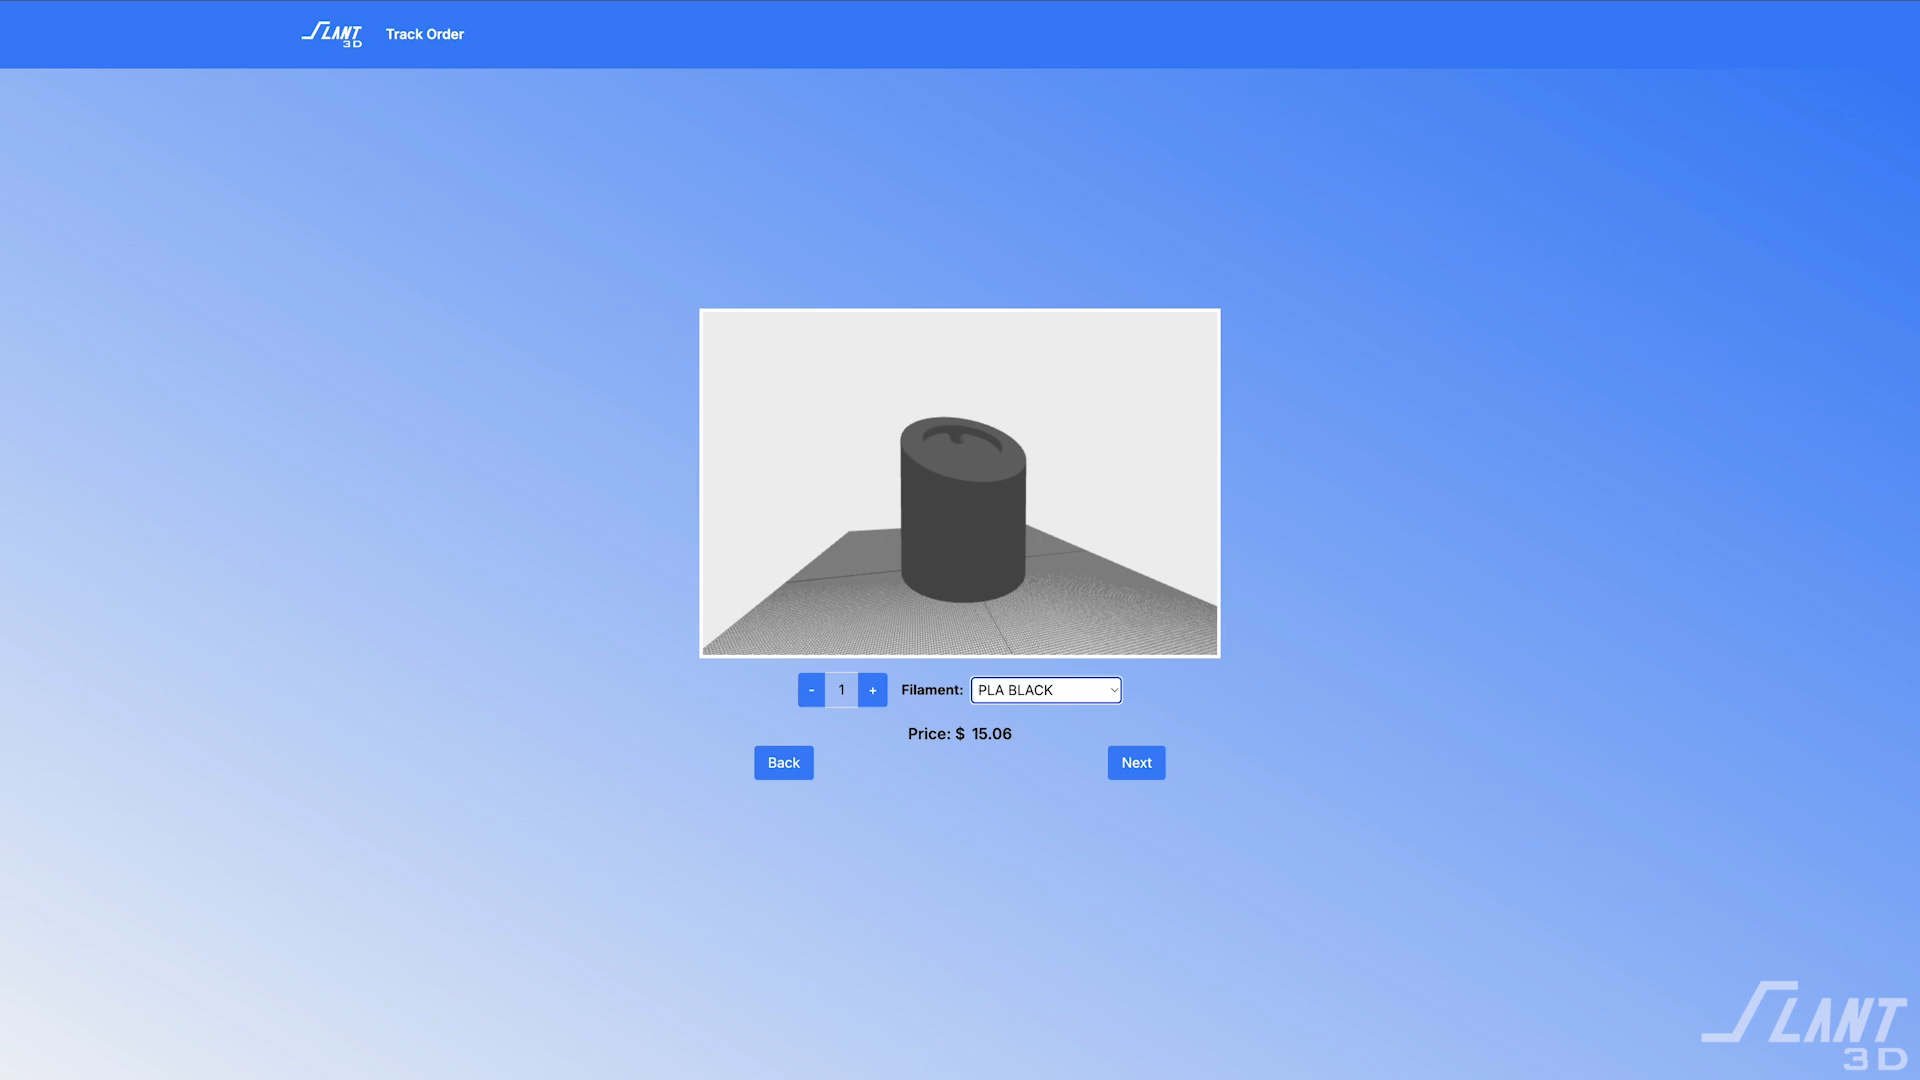 SLANT
3D
Track Order
- 1 +
Filament: PLA BLACK
Price: $ 15.06
Back
Next
SLANT
3D